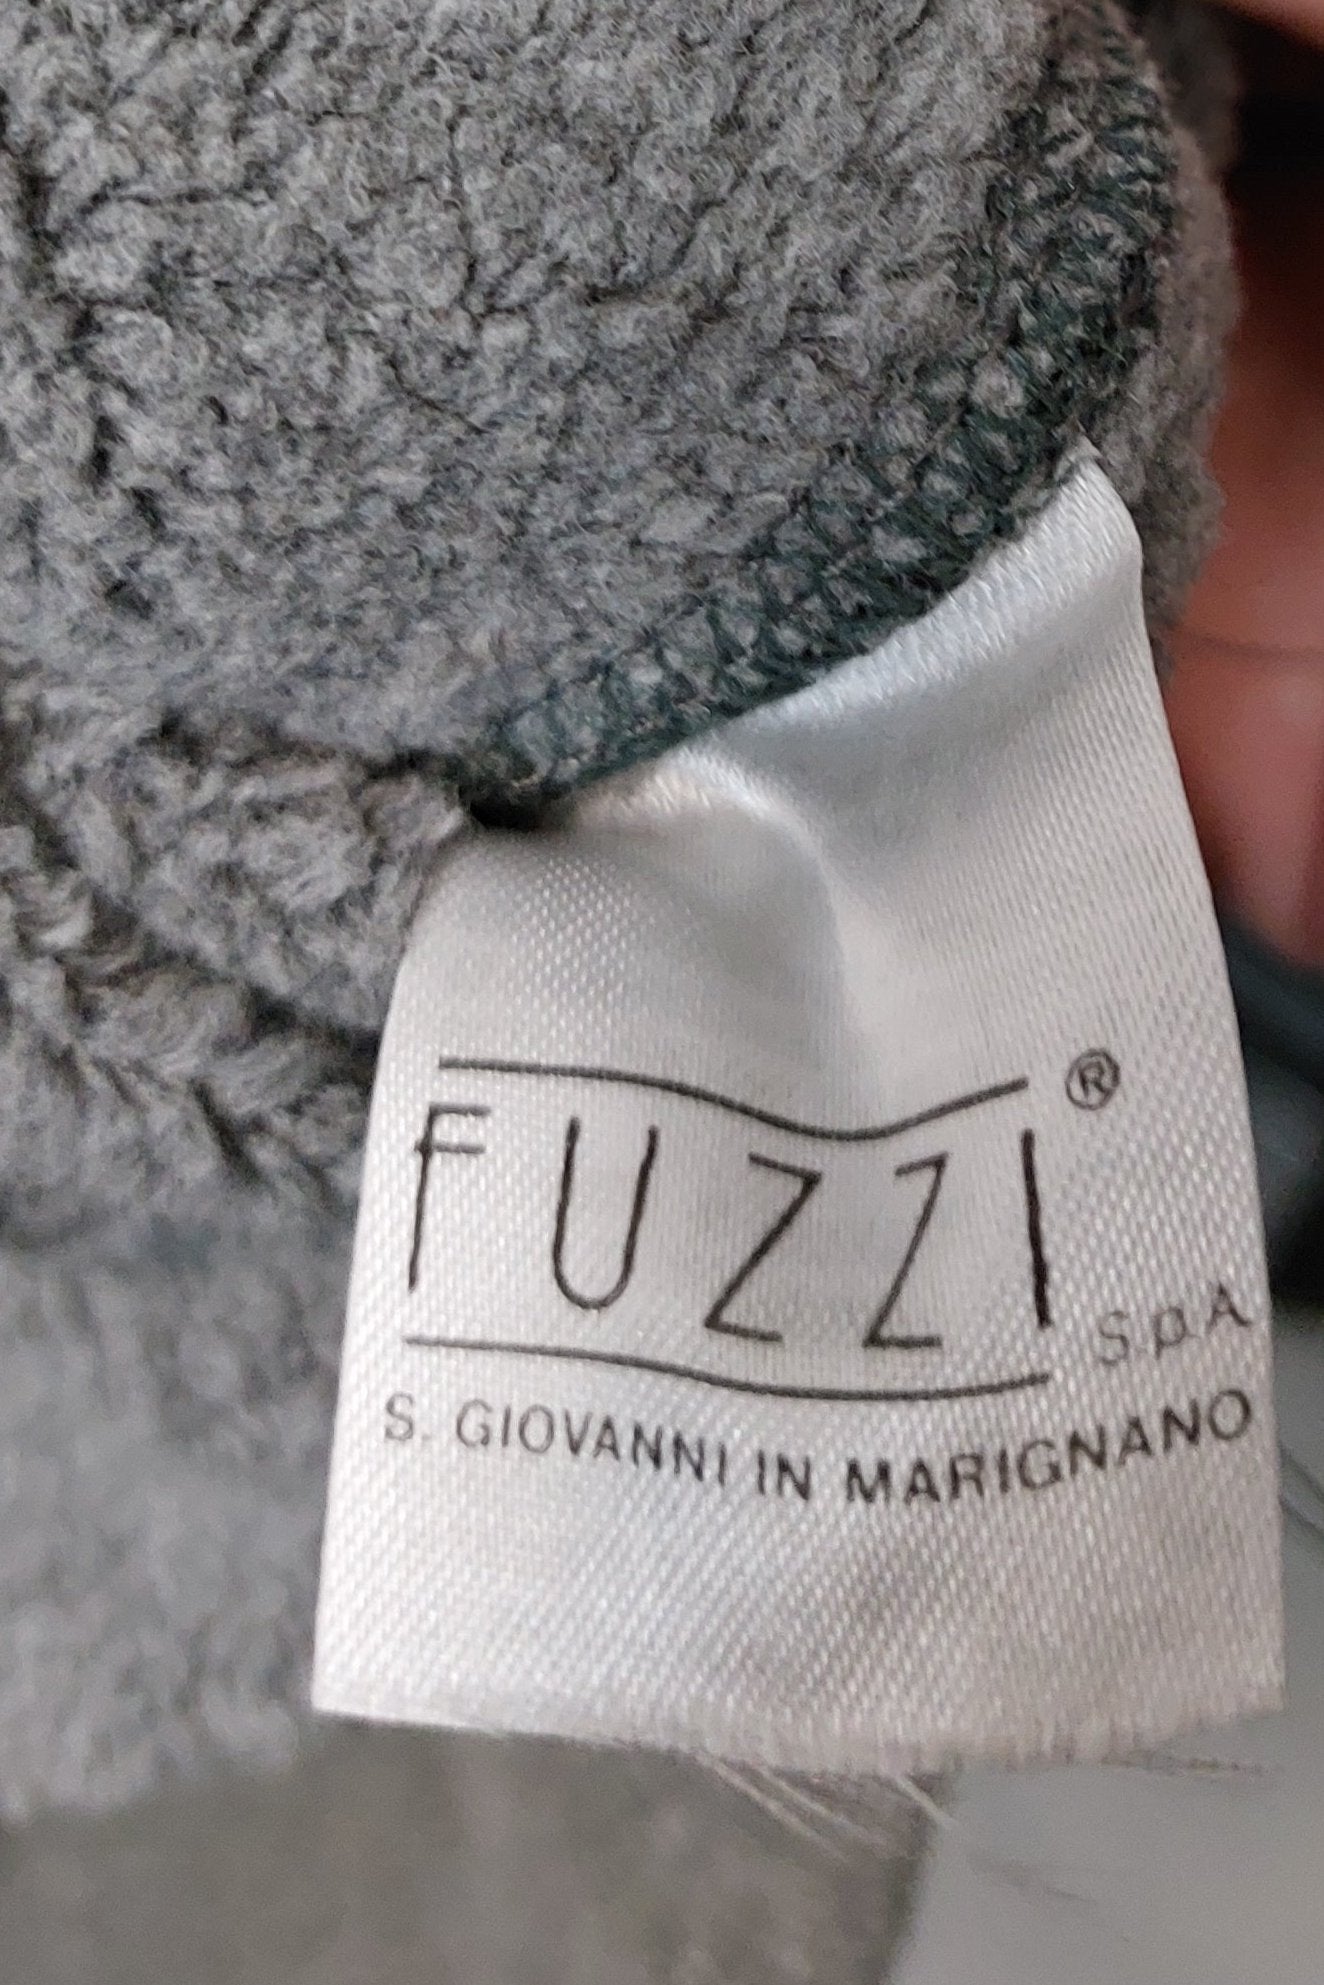 FUZZI®
S.p.A
S. GIOVANNI IN MARIGNANO